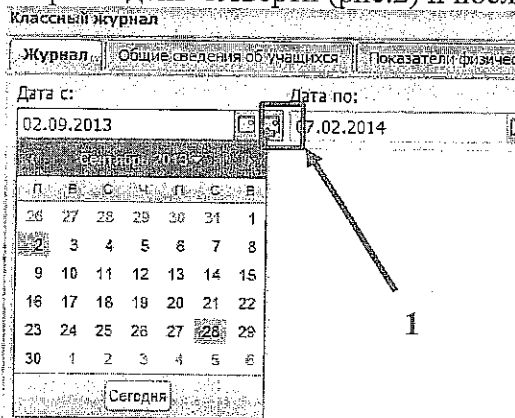 (рис.2) и
Классный журнал
Журнал Общие сведения об учащихся Показатели физичес
Дата с: Дата по:
02.09.2013 07.02.2014
Сентябрь 2013
П В С Ч П С В
26 27 28 29 30 31 1
2 3 4 5 6 7 8
9 10 11 12 13 14 15
16 17 18 19 20 21 22
23 24 25 26 27 28 29
30 1 2 3 4 5 6
Сегодня
1